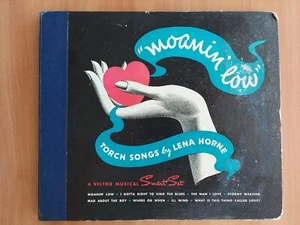 "moanin' low"
TORCH SONGS by LENA HORNE
A VICTOR MUSICAL Smart Set
MOANIN' LOW · I GOTTA RIGHT TO SING THE BLUES · THE MAN I LOVE · STORMY WEATHER
MAD ABOUT THE BOY · WHERE OR WHEN · ILL WIND · WHAT IS THIS THING CALLED LOVE?